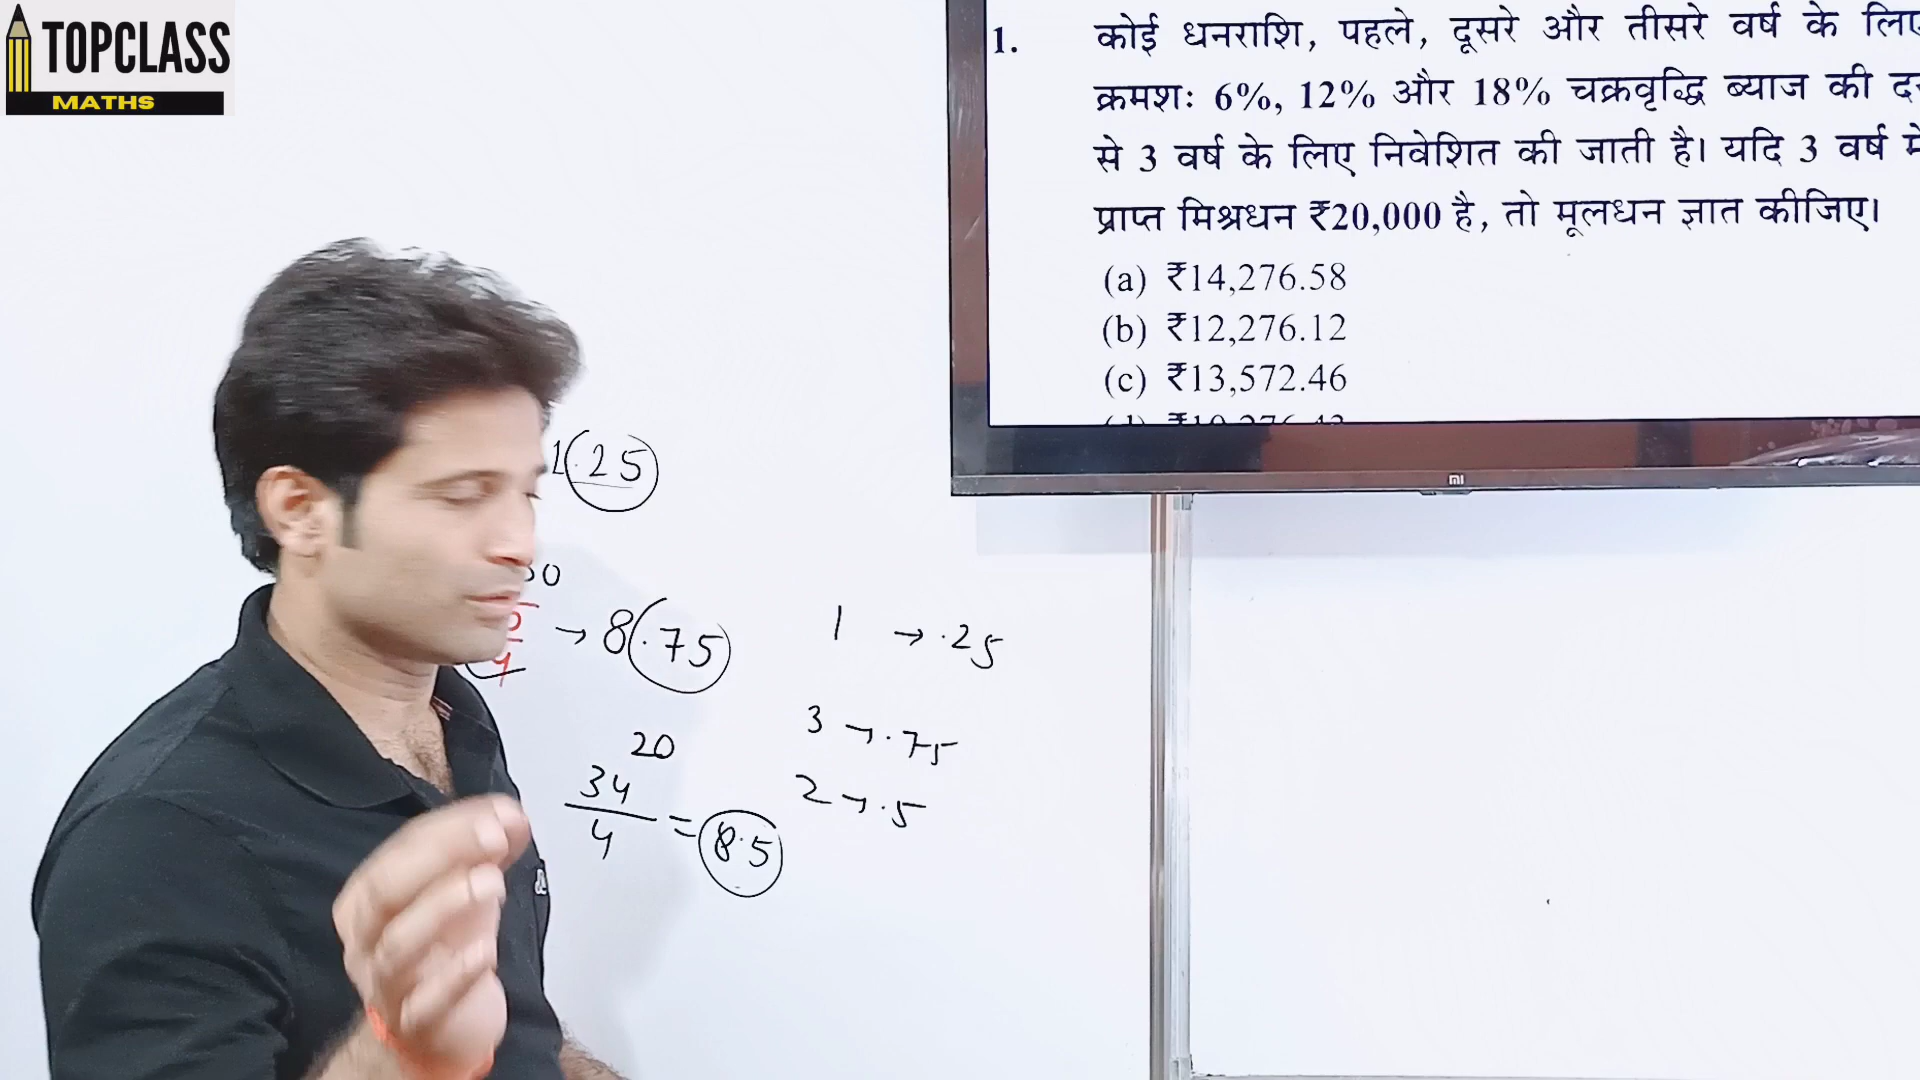 TOPCLASS
MATHS
1. कोई धनराशि, पहले, दूसरे और तीसरे वर्ष के लिए
क्रमशः 6%, 12% और 18% चक्रवृद्धि ब्याज की
से 3 वर्ष के लिए निवेशित की जाती है। यदि 3 वर्ष में
प्राप्त मिश्रधन ₹20,000 है, तो मूलधन ज्ञात कीजिए।
(a) ₹14,276.58
(b) ₹12,276.12
(c) ₹13,572.46
1.25
→ 8.75
1 → .25
3 → .75
20
34
2 → .5
4
= 8.5
mi